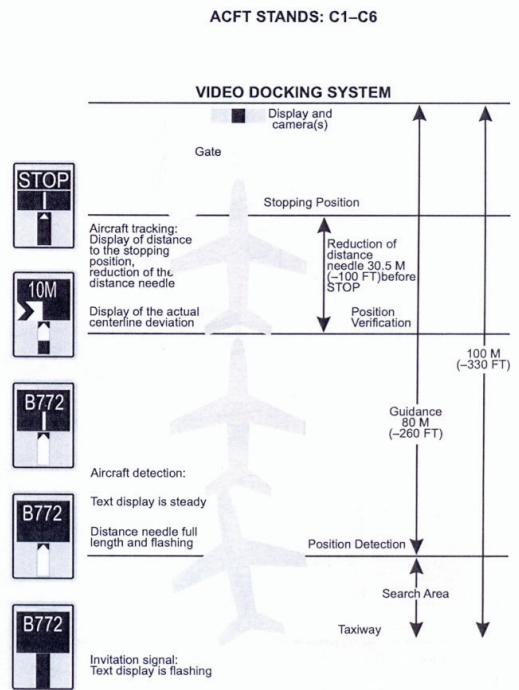 ACFT STANDS: C1–C6
VIDEO DOCKING SYSTEM
Display and
camera(s)
Gate
STOP
Stopping Position
Aircraft tracking:
Display of distance
to the stopping
position,
reduction of the
distance needle
Reduction of
distance
needle 30.5 M
(–100 FT)before
STOP
10M
Display of the actual
centerline deviation
Position
Verification
100 M
(–330 FT)
B772
Guidance
80 M
(–260 FT)
Aircraft detection:
B772
Text display is steady
Distance needle full
length and flashing
Position Detection
Search Area
B772
Taxiway
Invitation signal:
Text display is flashing